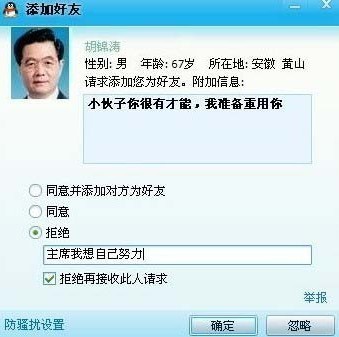 添加好友
胡錦涛
性别: 男 年龄: 67岁 所在地: 安徽 黄山
请求添加您为好友。附加信息:
小伙子你很有才能，我准备重用你
同意并添加对方为好友
同意
拒绝
主席我想自己努力
拒绝再接收此人请求
举报
防骚扰设置
确定
忽略